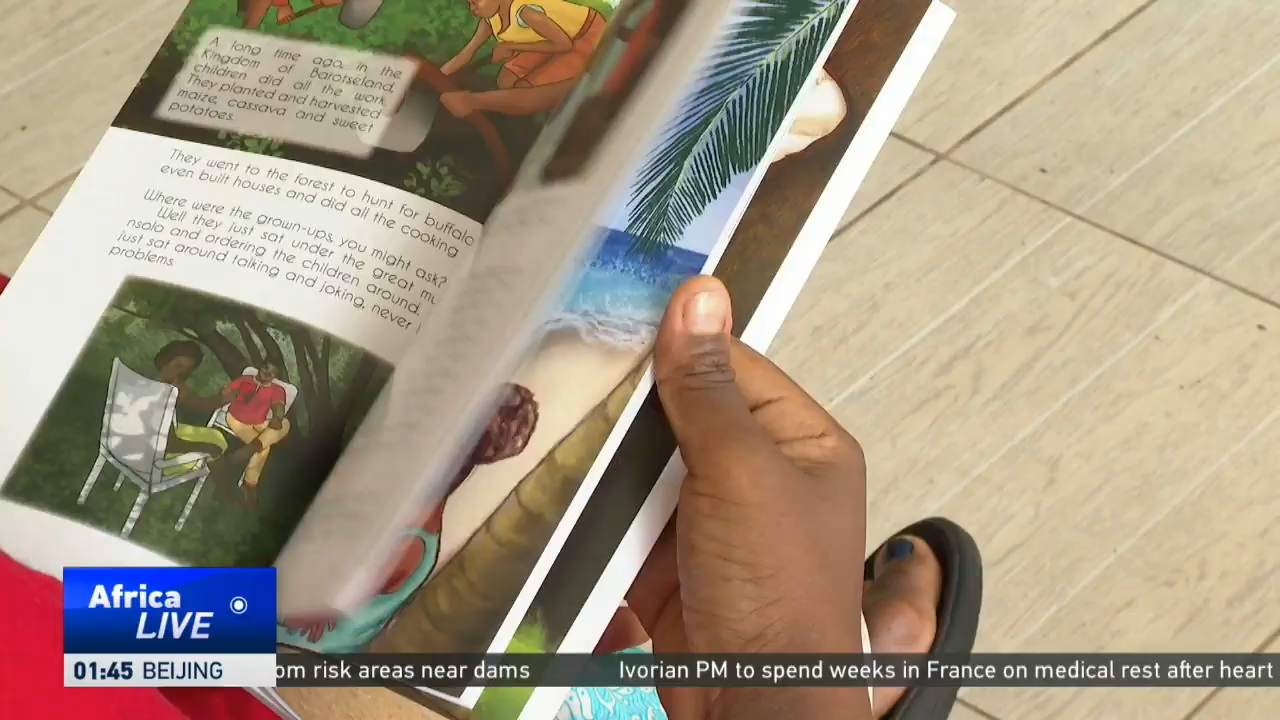 A long time ago, in the
Kingdom of Barotseland,
children did all the work.
They planted and harvested
maize, cassava and sweet
potatoes.
They went to the forest to hunt for buffalo
even built houses and did all the cooking
Where were the grown-ups, you might ask?
Well they just sat under the great mu
nsolo and ordering the children around.
just sat around talking and joking, never
problems.
Africa
LIVE
01:45 BEIJING
om risk areas near dams
Ivorian PM to spend weeks in France on medical rest after heart